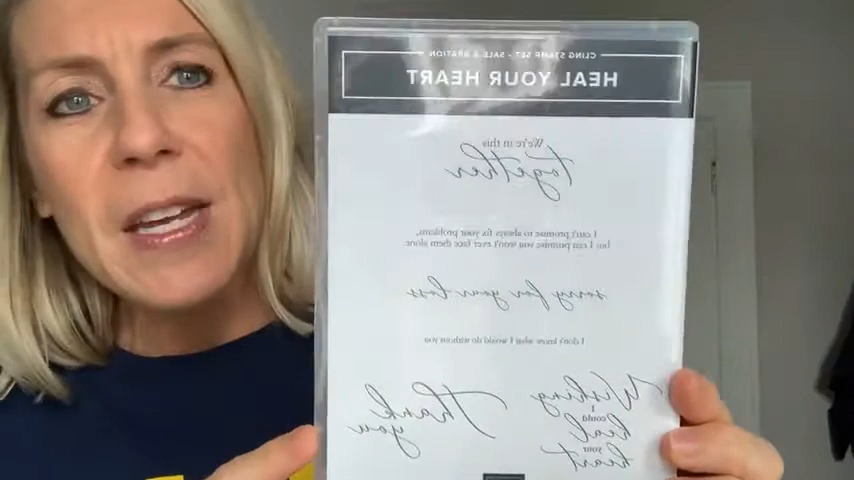 CLING STAMP SET • SALE-A-BRATION
HEAL YOUR HEART
We're in this
together
I can't promise to always fix your problem,
but I can promise you won't ever face them alone.
sorry for your loss
I don't know what I would do without you
Wishing
I
could
heal
your
heart
Thank
you